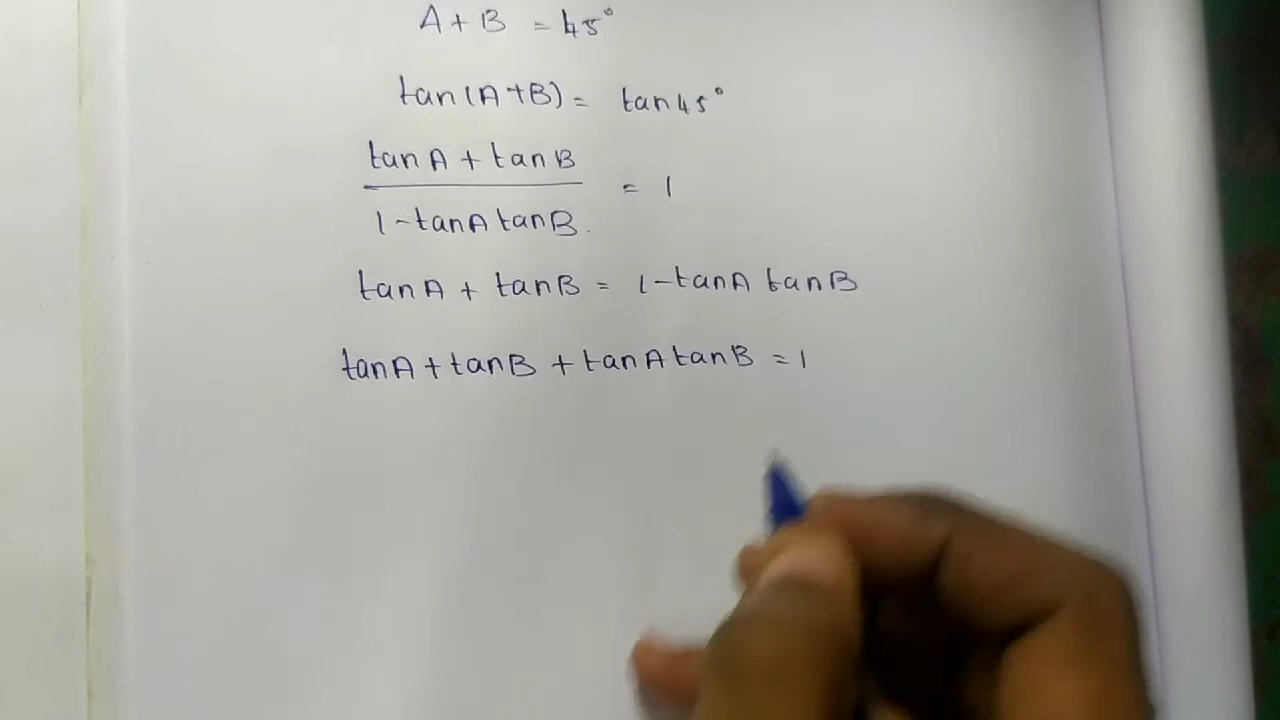 A + B = 45°
tan(A+B) = tan45°
tanA + tanB
= 1
1-tanA tanB.
tanA + tanB = 1-tanA tanB
tanA + tanB + tanA tanB = 1